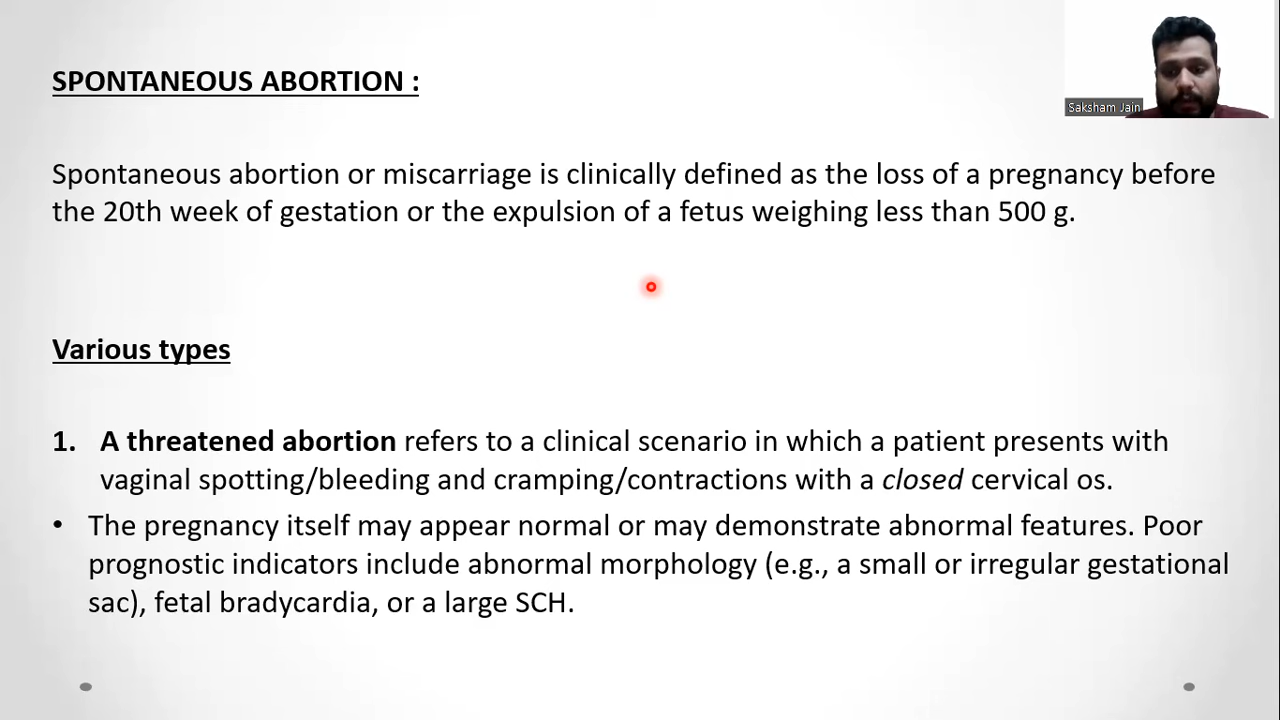 SPONTANEOUS ABORTION :
Saksham Jain
Spontaneous abortion or miscarriage is clinically defined as the loss of a pregnancy before
the 20th week of gestation or the expulsion of a fetus weighing less than 500 g.
Various types
1. A threatened abortion refers to a clinical scenario in which a patient presents with
vaginal spotting/bleeding and cramping/contractions with a closed cervical os.
• The pregnancy itself may appear normal or may demonstrate abnormal features. Poor
prognostic indicators include abnormal morphology (e.g., a small or irregular gestational
sac), fetal bradycardia, or a large SCH.